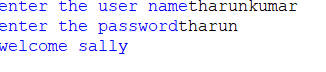 enter the user nametharunkumar
enter the passwordtharun
welcome sally